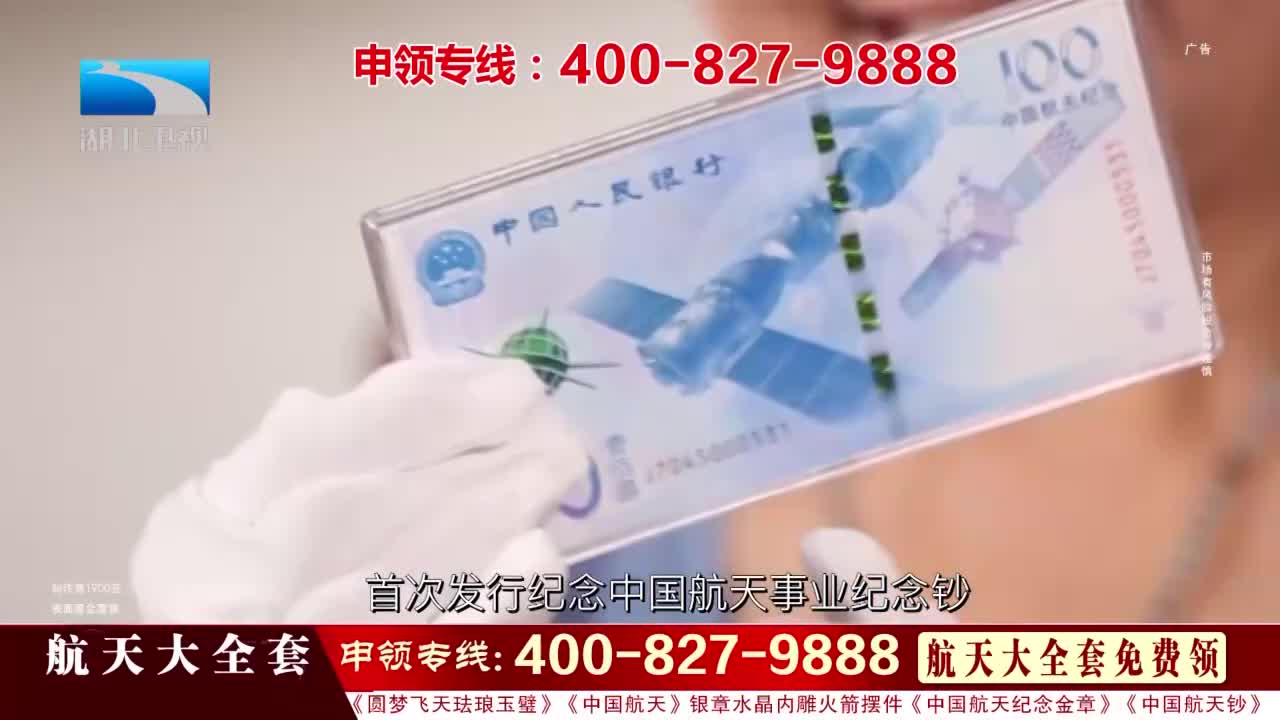 申领专线：400-827-9888
广告
湖北卫视
100
中国航天纪念
中国人民银行
J7045000531
壹佰圆
J7045000531
首次发行纪念中国航天事业纪念钞
航天大全套
申领专线:400-827-9888
航天大全套免费领
《圆梦飞天珐琅玉璧》《中国航天》银章水晶内雕火箭摆件《中国航天纪念金章》《中国航天钞》